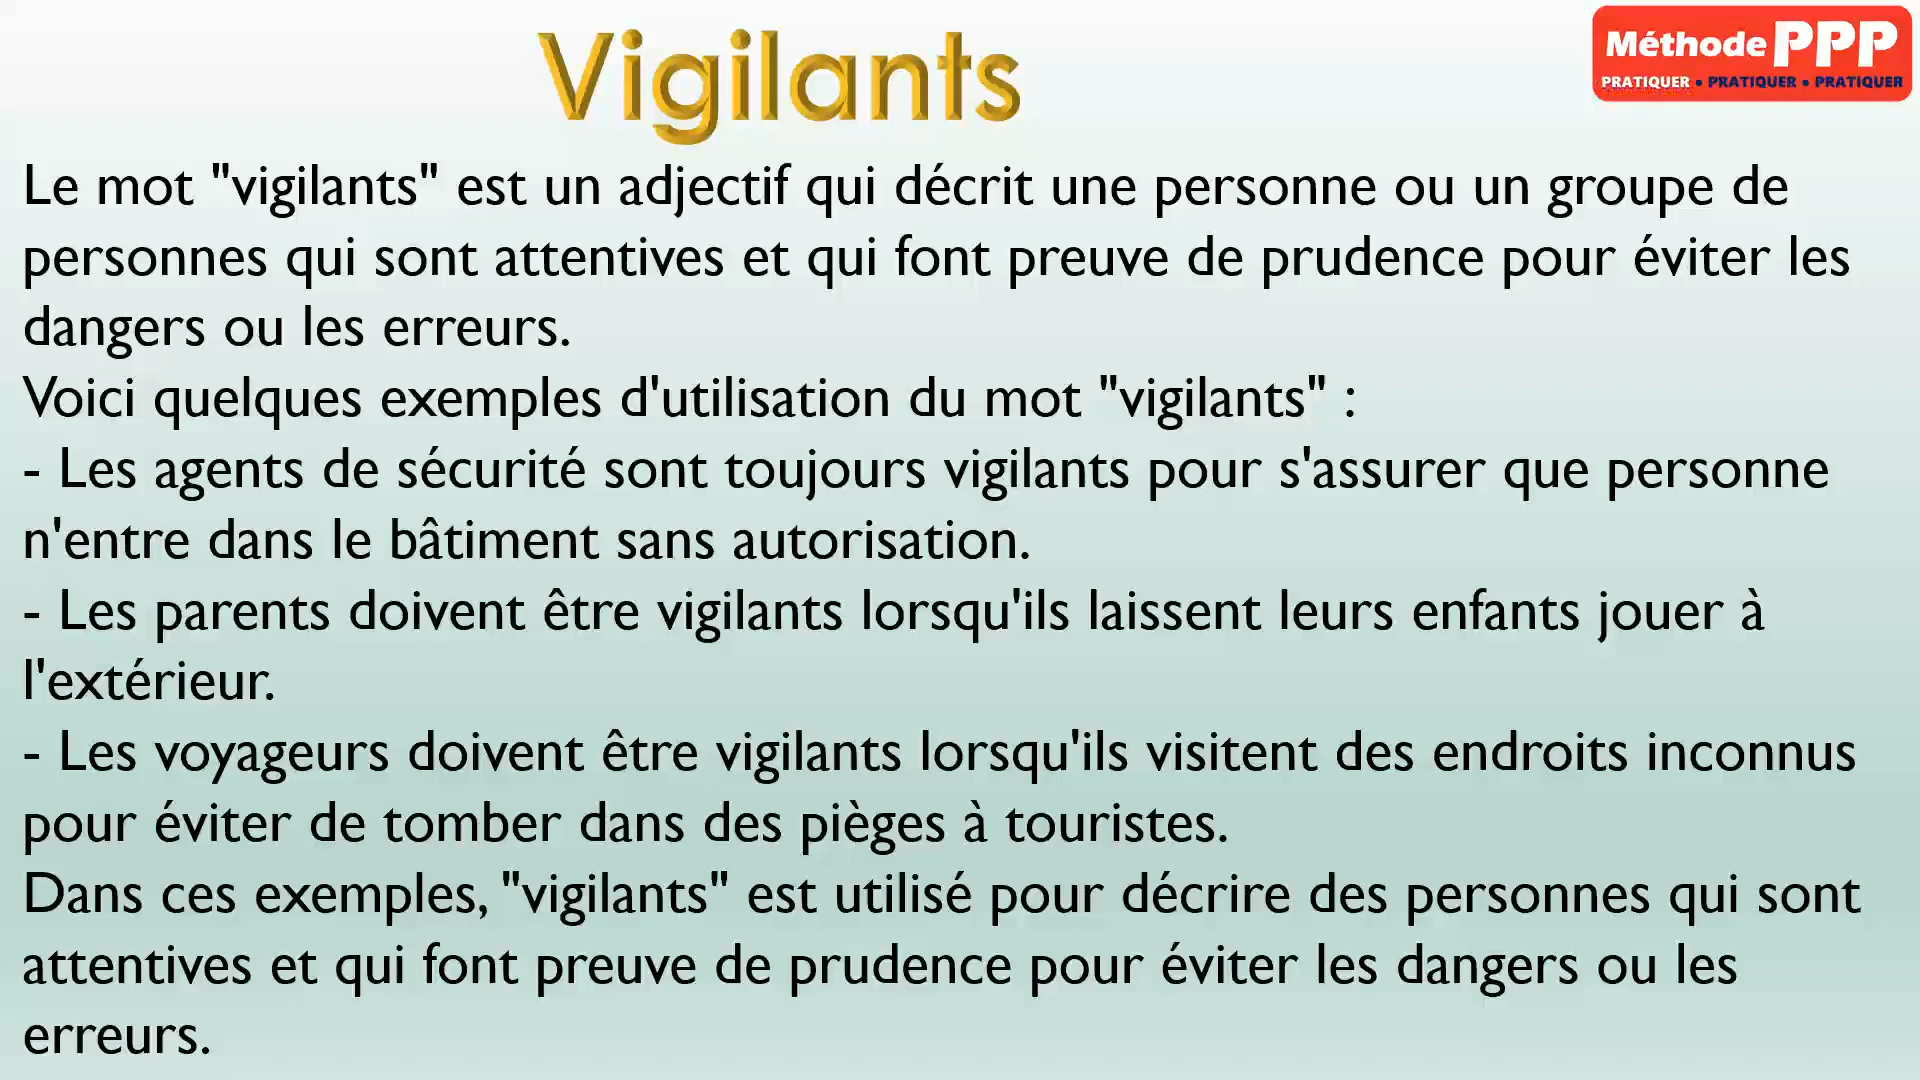 Vigilants
Méthode PPP
PRATIQUER • PRATIQUER • PRATIQUER
Le mot "vigilants" est un adjectif qui décrit une personne ou un groupe de
personnes qui sont attentives et qui font preuve de prudence pour éviter les
dangers ou les erreurs.
Voici quelques exemples d'utilisation du mot "vigilants" :
- Les agents de sécurité sont toujours vigilants pour s'assurer que personne
n'entre dans le bâtiment sans autorisation.
- Les parents doivent être vigilants lorsqu'ils laissent leurs enfants jouer à
l'extérieur.
- Les voyageurs doivent être vigilants lorsqu'ils visitent des endroits inconnus
pour éviter de tomber dans des pièges à touristes.
Dans ces exemples, "vigilants" est utilisé pour décrire des personnes qui sont
attentives et qui font preuve de prudence pour éviter les dangers ou les
erreurs.